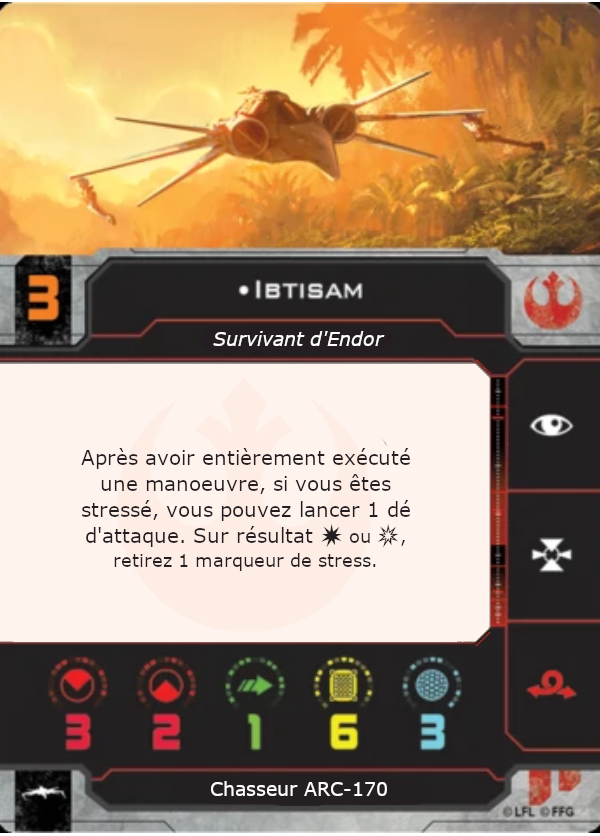 3
•Ibtisam
Survivant d'Endor
Après avoir entièrement exécuté
une manoeuvre, si vous êtes
stressé, vous pouvez lancer 1 dé
d'attaque. Sur résultat ou ,
retirez 1 marqueur de stress.
3 2 1 6 3
Chasseur ARC-170
©LFL ©FFG